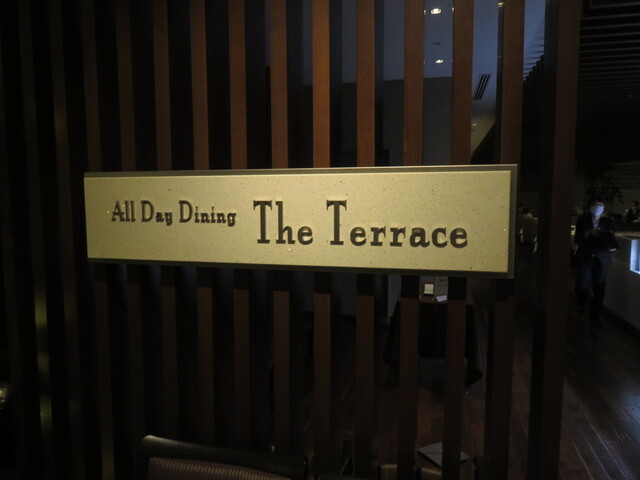 All Day Dining The Terrace